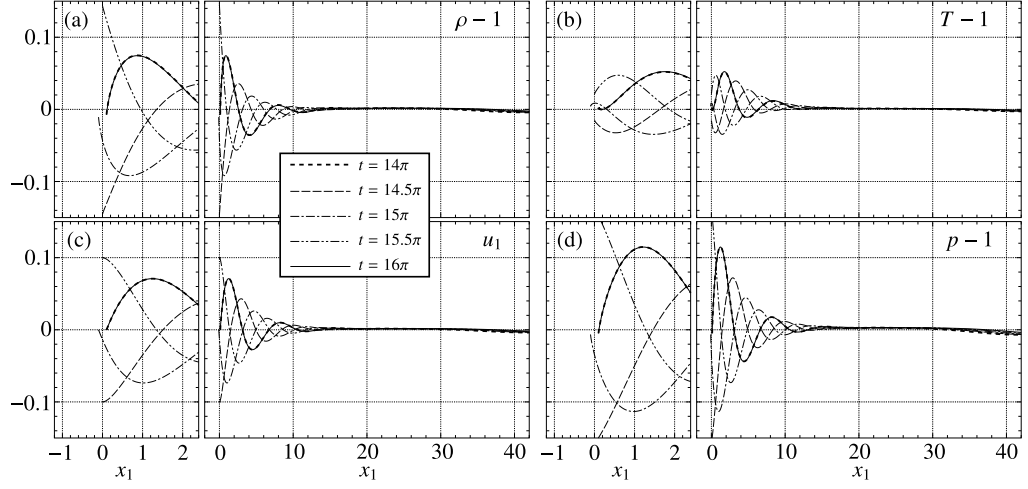 (a) ρ − 1 (b) T − 1
0.1
0
−0.1
t = 14π
t = 14.5π
t = 15π
t = 15.5π
t = 16π
(c) u₁ (d) p − 1
0.1
0
−0.1
−1 0 1 2 0 10 20 30 40 −1 0 1 2 0 10 20 30 40
x₁ x₁ x₁ x₁